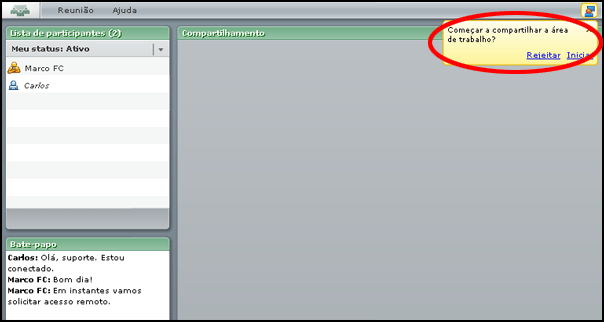 Reunião Ajuda
Lista de participantes (2)
Meu status: Ativo
Marco FC
Carlos
Compartilhamento
Começar a compartilhar a área
de trabalho?
Rejeitar Iniciar
Bate-papo
Carlos: Olá, suporte. Estou
conectado.
Marco FC: Bom dia!
Marco FC: Em instantes vamos
solicitar acesso remoto.